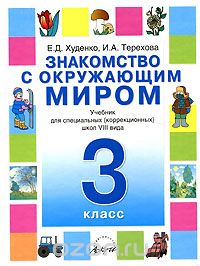 Е.Д. Худенко, И.А. Терехова
ЗНАКОМСТВО
С ОКРУЖАЮЩИМ
МИРОМ
Учебник
для специальных (коррекционных)
школ VIII вида
3
класс